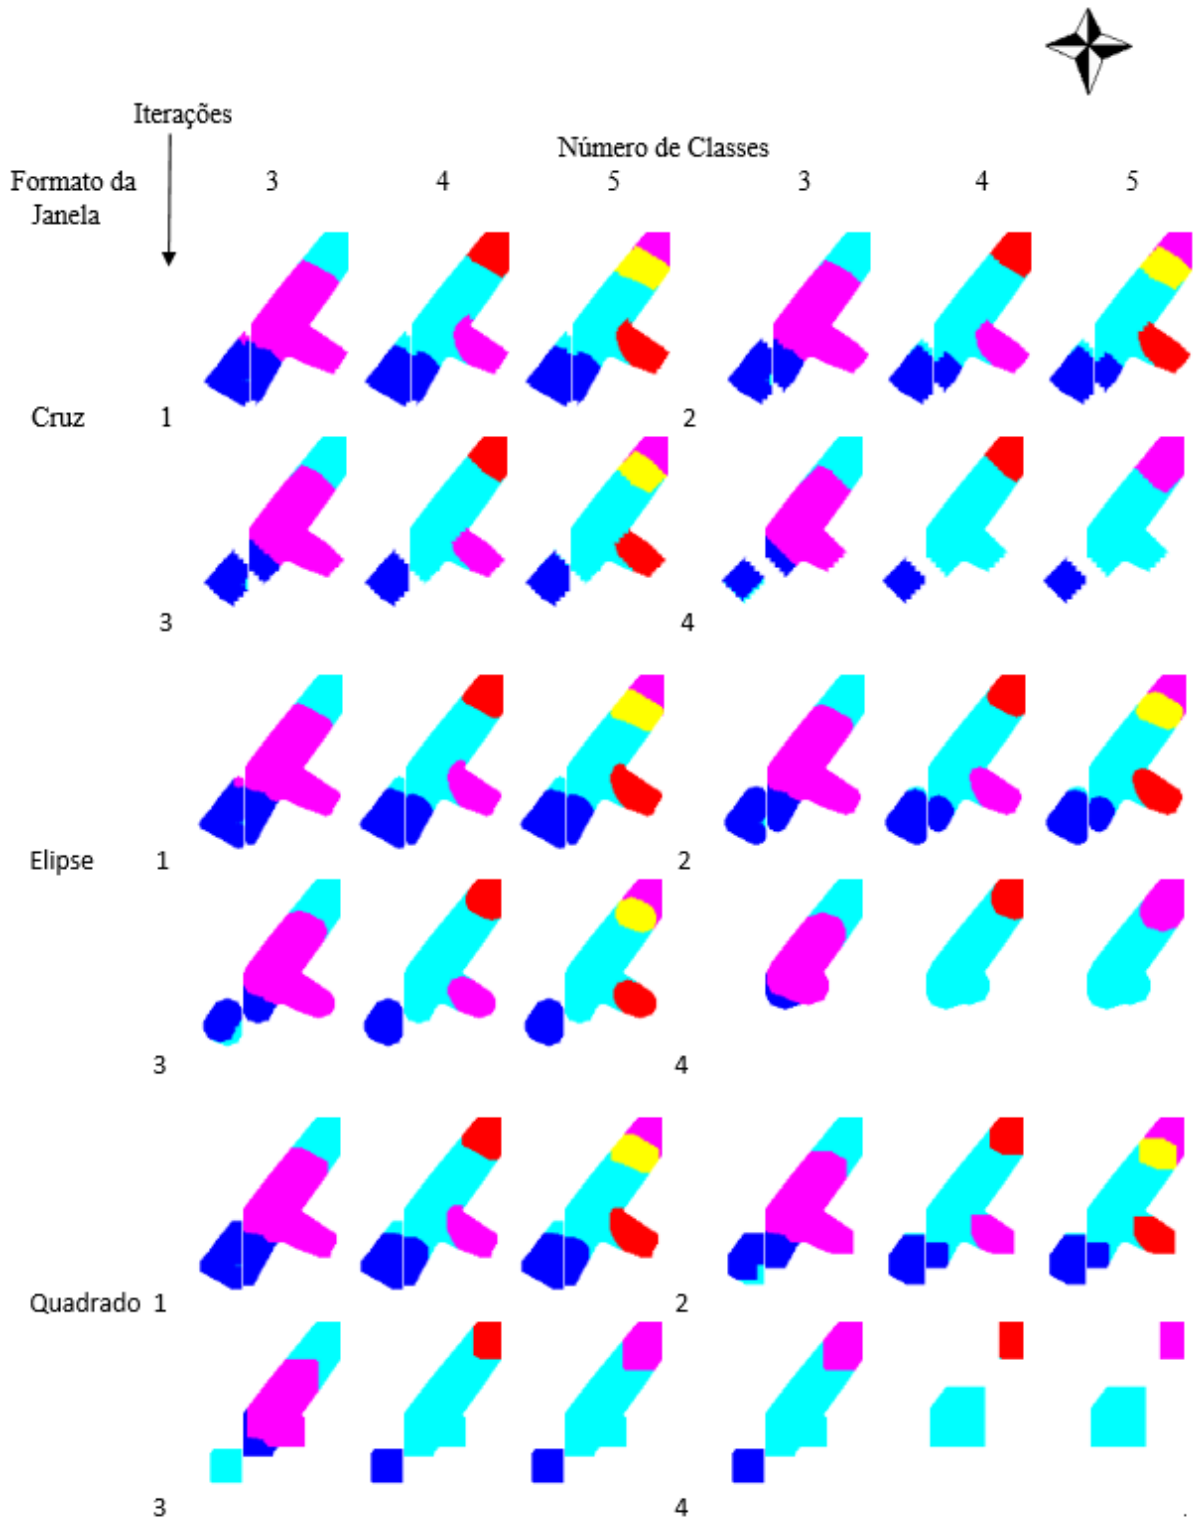 Iterações
Número de Classes
Formato da
Janela
3 4 5 3 4 5
Cruz 1 2
3 4
Elipse 1 2
3 4
Quadrado 1 2
3 4
.